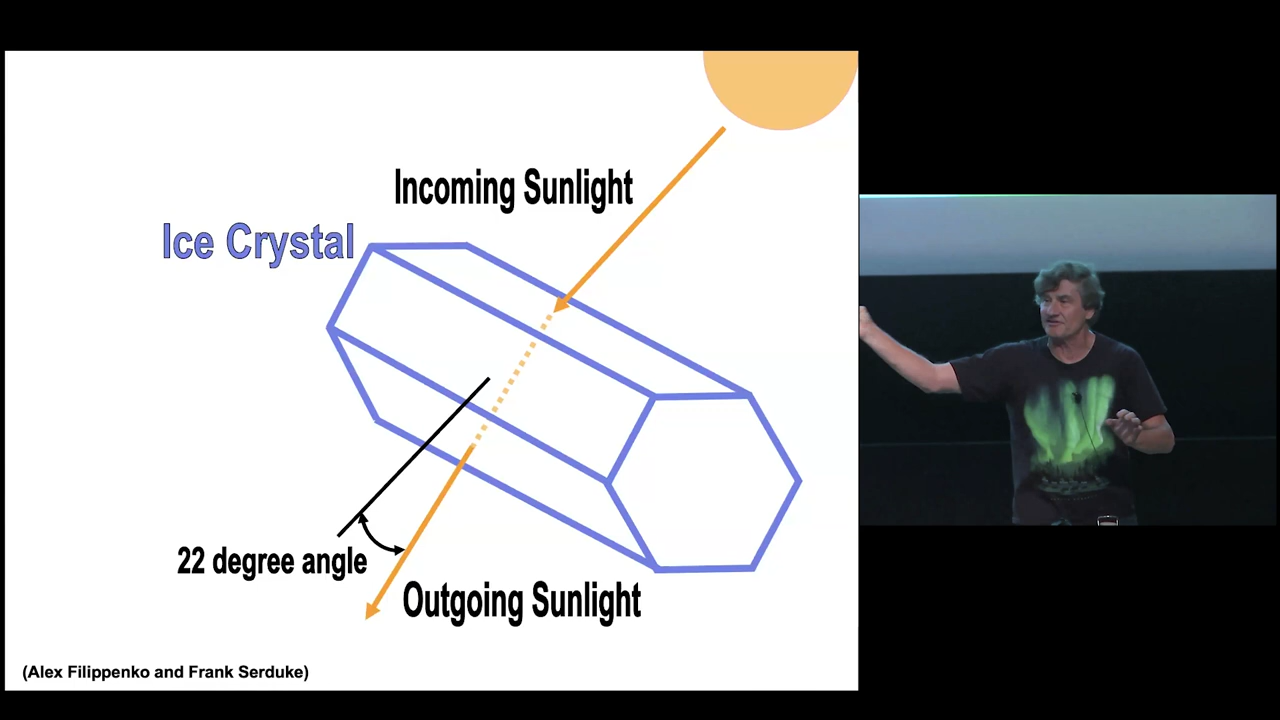 Incoming Sunlight
Ice Crystal
22 degree angle
Outgoing Sunlight
(Alex Filippenko and Frank Serduke)